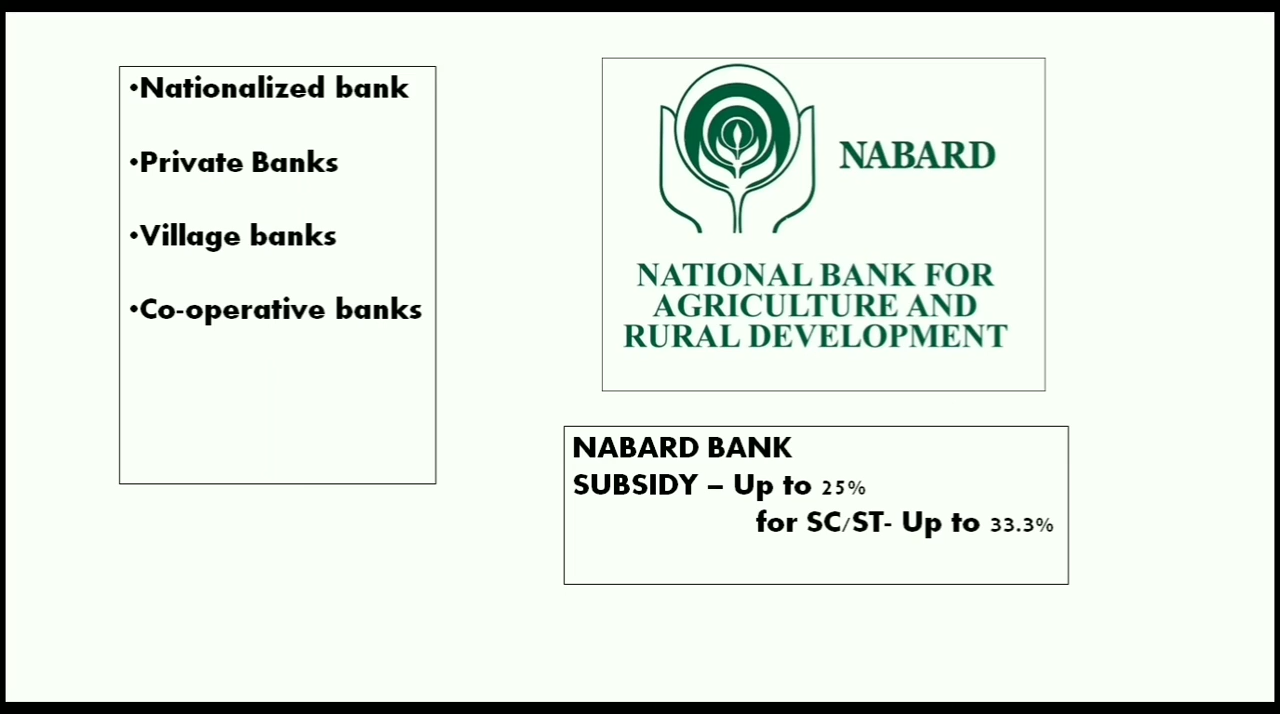 •Nationalized bank
•Private Banks
•Village banks
•Co-operative banks
NABARD
NATIONAL BANK FOR
AGRICULTURE AND
RURAL DEVELOPMENT
NABARD BANK
SUBSIDY – Up to 25%
for SC/ST- Up to 33.3%